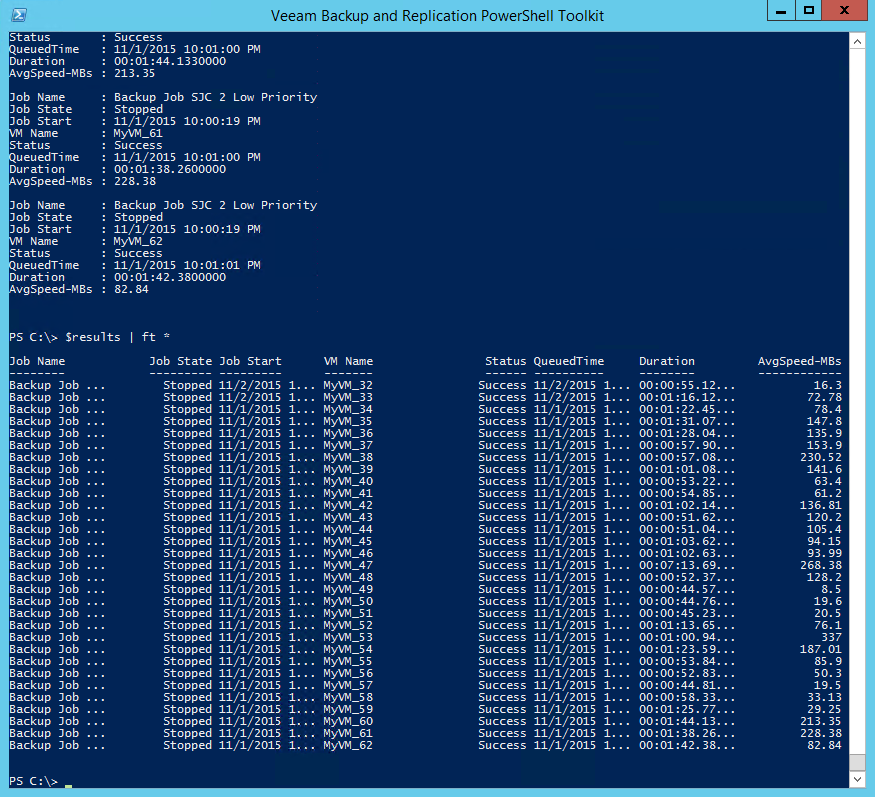 Veeam Backup and Replication PowerShell Toolkit
Status      : Success
QueuedTime  : 11/1/2015 10:01:00 PM
Duration    : 00:01:44.1330000
AvgSpeed-MBs : 213.35
Job Name    : Backup Job SJC 2 Low Priority
Job State   : Stopped
Job Start   : 11/1/2015 10:00:19 PM
VM Name     : MyVM_61
Status      : Success
QueuedTime  : 11/1/2015 10:01:00 PM
Duration    : 00:01:38.2600000
AvgSpeed-MBs : 228.38
Job Name    : Backup Job SJC 2 Low Priority
Job State   : Stopped
Job Start   : 11/1/2015 10:00:19 PM
VM Name     : MyVM_62
Status      : Success
QueuedTime  : 11/1/2015 10:01:01 PM
Duration    : 00:01:42.3800000
AvgSpeed-MBs : 82.84
PS C:\> $results | ft *
Job Name Job State Job Start VM Name Status QueuedTime Duration AvgSpeed-MBs
-------- --------- --------- ------- ------ ---------- -------- ------------
Backup Job ... Stopped 11/2/2015 1... MyVM_32 Success 11/2/2015 1... 00:00:55.12... 16.3
Backup Job ... Stopped 11/2/2015 1... MyVM_33 Success 11/2/2015 1... 00:01:16.12... 72.78
Backup Job ... Stopped 11/1/2015 1... MyVM_34 Success 11/1/2015 1... 00:01:22.45... 78.4
Backup Job ... Stopped 11/1/2015 1... MyVM_35 Success 11/1/2015 1... 00:01:31.07... 147.8
Backup Job ... Stopped 11/1/2015 1... MyVM_36 Success 11/1/2015 1... 00:01:28.04... 135.9
Backup Job ... Stopped 11/1/2015 1... MyVM_37 Success 11/1/2015 1... 00:00:57.90... 153.9
Backup Job ... Stopped 11/1/2015 1... MyVM_38 Success 11/1/2015 1... 00:00:57.08... 230.52
Backup Job ... Stopped 11/1/2015 1... MyVM_39 Success 11/1/2015 1... 00:01:01.08... 141.6
Backup Job ... Stopped 11/1/2015 1... MyVM_40 Success 11/1/2015 1... 00:00:53.22... 63.4
Backup Job ... Stopped 11/1/2015 1... MyVM_41 Success 11/1/2015 1... 00:00:54.85... 61.2
Backup Job ... Stopped 11/1/2015 1... MyVM_42 Success 11/1/2015 1... 00:01:02.14... 136.81
Backup Job ... Stopped 11/1/2015 1... MyVM_43 Success 11/1/2015 1... 00:00:51.62... 120.2
Backup Job ... Stopped 11/1/2015 1... MyVM_44 Success 11/1/2015 1... 00:00:51.04... 105.4
Backup Job ... Stopped 11/1/2015 1... MyVM_45 Success 11/1/2015 1... 00:01:03.62... 94.15
Backup Job ... Stopped 11/1/2015 1... MyVM_46 Success 11/1/2015 1... 00:01:02.63... 93.99
Backup Job ... Stopped 11/1/2015 1... MyVM_47 Success 11/1/2015 1... 00:07:13.69... 268.38
Backup Job ... Stopped 11/1/2015 1... MyVM_48 Success 11/1/2015 1... 00:00:52.37... 128.2
Backup Job ... Stopped 11/1/2015 1... MyVM_49 Success 11/1/2015 1... 00:00:44.57... 8.5
Backup Job ... Stopped 11/1/2015 1... MyVM_50 Success 11/1/2015 1... 00:00:44.76... 19.6
Backup Job ... Stopped 11/1/2015 1... MyVM_51 Success 11/1/2015 1... 00:00:45.23... 20.5
Backup Job ... Stopped 11/1/2015 1... MyVM_52 Success 11/1/2015 1... 00:01:13.65... 76.1
Backup Job ... Stopped 11/1/2015 1... MyVM_53 Success 11/1/2015 1... 00:01:00.94... 337
Backup Job ... Stopped 11/1/2015 1... MyVM_54 Success 11/1/2015 1... 00:01:23.59... 187.01
Backup Job ... Stopped 11/1/2015 1... MyVM_55 Success 11/1/2015 1... 00:00:53.84... 85.9
Backup Job ... Stopped 11/1/2015 1... MyVM_56 Success 11/1/2015 1... 00:00:52.83... 50.3
Backup Job ... Stopped 11/1/2015 1... MyVM_57 Success 11/1/2015 1... 00:00:44.81... 19.5
Backup Job ... Stopped 11/1/2015 1... MyVM_58 Success 11/1/2015 1... 00:00:58.33... 33.13
Backup Job ... Stopped 11/1/2015 1... MyVM_59 Success 11/1/2015 1... 00:01:25.77... 29.25
Backup Job ... Stopped 11/1/2015 1... MyVM_60 Success 11/1/2015 1... 00:01:44.13... 213.35
Backup Job ... Stopped 11/1/2015 1... MyVM_61 Success 11/1/2015 1... 00:01:38.26... 228.38
Backup Job ... Stopped 11/1/2015 1... MyVM_62 Success 11/1/2015 1... 00:01:42.38... 82.84
PS C:\> _